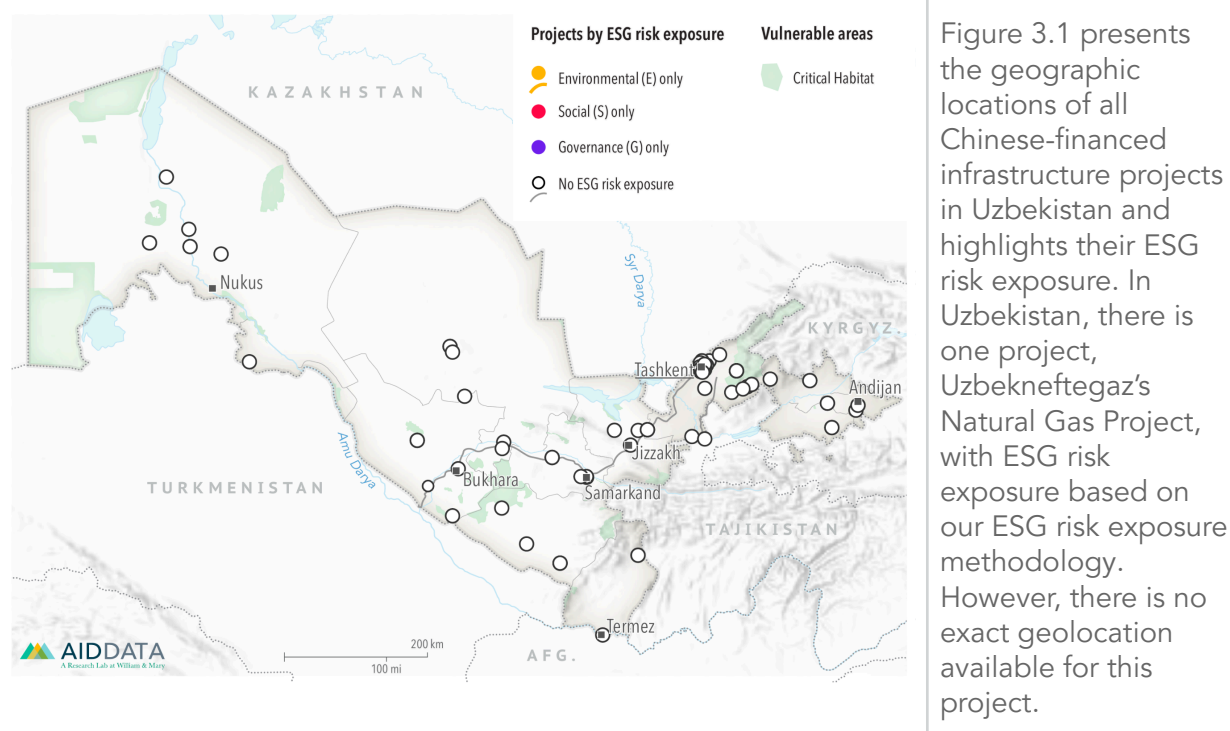 Projects by ESG risk exposure
Environmental (E) only
Social (S) only
Governance (G) only
No ESG risk exposure
Vulnerable areas
Critical Habitat
KAZAKHSTAN
Nukus
Syr Darya
KYRGYZ.
Tashkent
Andijan
Amu Darya
Jizzakh
Bukhara
Samarkand
TURKMENISTAN
TAJIKISTAN
Termez
AFG.
AIDDATA
A Research Lab at William & Mary
200 km
100 mi
Figure 3.1 presents
the geographic
locations of all
Chinese-financed
infrastructure projects
in Uzbekistan and
highlights their ESG
risk exposure. In
Uzbekistan, there is
one project,
Uzbekneftegaz’s
Natural Gas Project,
with ESG risk
exposure based on
our ESG risk exposure
methodology.
However, there is no
exact geolocation
available for this
project.